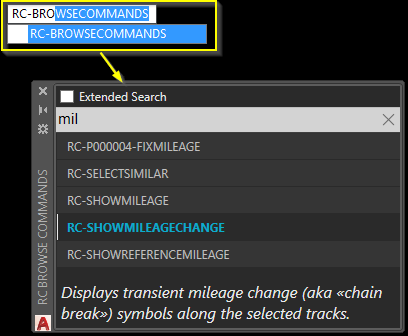 RC-BROWSECOMMANDS
RC-BROWSECOMMANDS
Extended Search
mil
RC-P000004-FIXMILEAGE
RC-SELECTSIMILAR
RC-SHOWMILEAGE
RC-SHOWMILEAGECHANGE
RC-SHOWREFERENCEMILEAGE
Displays transient mileage change (aka «chain
break») symbols along the selected tracks.
RC BROWSE COMMANDS
A